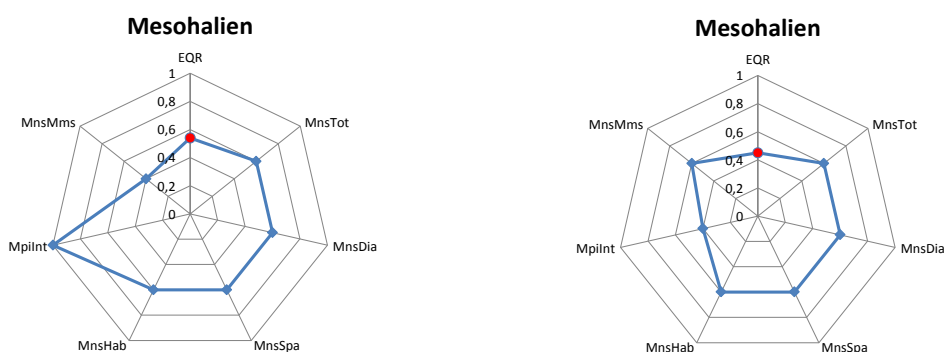 Mesohalien
EQR
1
0,8
0,6
0,4
0,2
0
MnsTot
MnsDia
MnsSpa
MnsHab
MpiInt
MnsMms
Mesohalien
EQR
1
0,8
0,6
0,4
0,2
0
MnsTot
MnsDia
MnsSpa
MnsHab
MpiInt
MnsMms